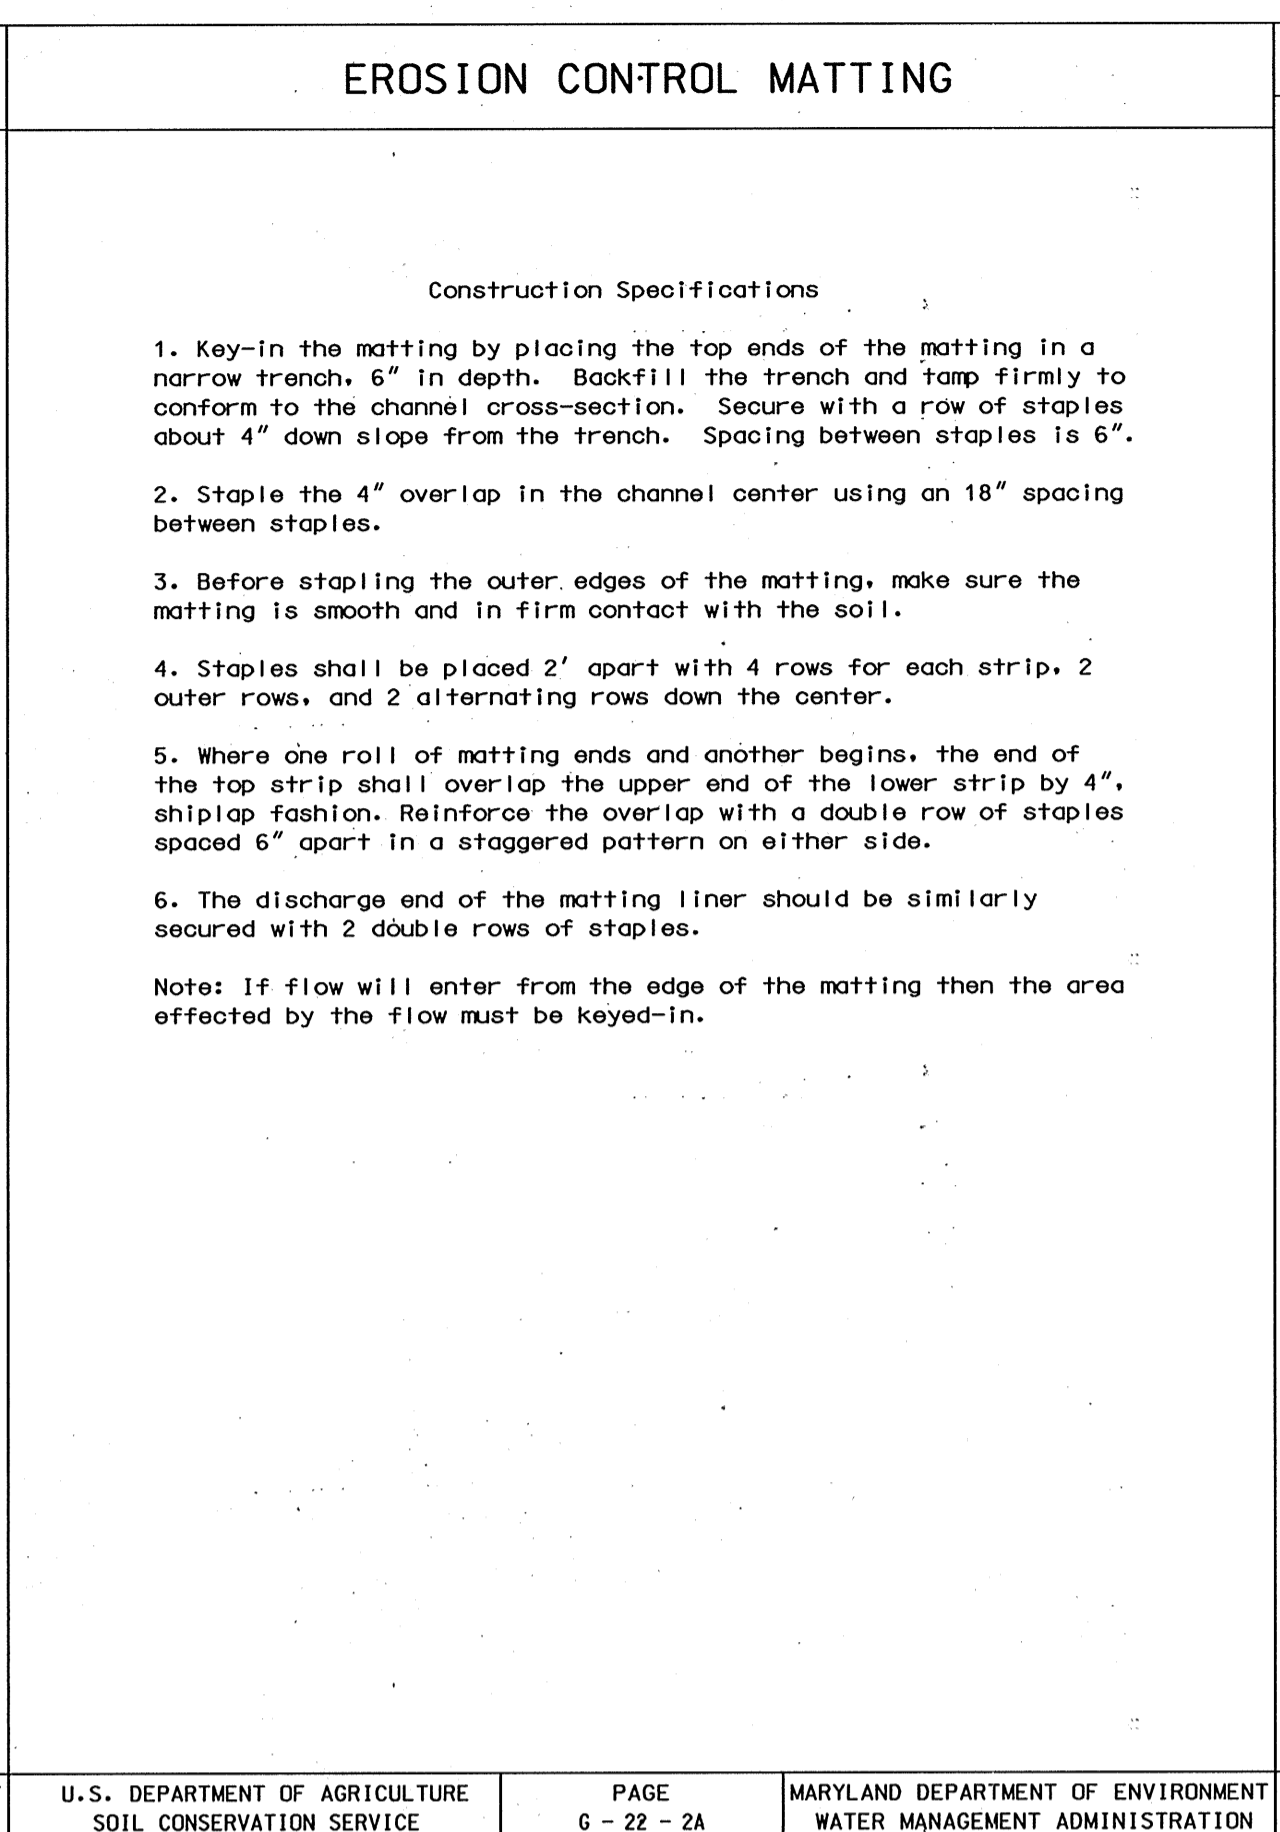 EROSION CONTROL MATTING
Construction Specifications
1. Key-in the matting by placing the top ends of the matting in a
narrow trench, 6" in depth.  Backfill the trench and tamp firmly to
conform to the channel cross-section.  Secure with a row of staples
about 4" down slope from the trench.  Spacing between staples is 6".
2. Staple the 4" overlap in the channel center using an 18" spacing
between staples.
3. Before stapling the outer edges of the matting, make sure the
matting is smooth and in firm contact with the soil.
4. Staples shall be placed 2' apart with 4 rows for each strip, 2
outer rows, and 2 alternating rows down the center.
5. Where one roll of matting ends and another begins, the end of
the top strip shall overlap the upper end of the lower strip by 4",
shiplap fashion. Reinforce the overlap with a double row of staples
spaced 6" apart in a staggered pattern on either side.
6. The discharge end of the matting liner should be similarly
secured with 2 double rows of staples.
Note: If flow will enter from the edge of the matting then the area
effected by the flow must be keyed-in.
U.S. DEPARTMENT OF AGRICULTURE
SOIL CONSERVATION SERVICE
PAGE
G - 22 - 2A
MARYLAND DEPARTMENT OF ENVIRONMENT
WATER MANAGEMENT ADMINISTRATION